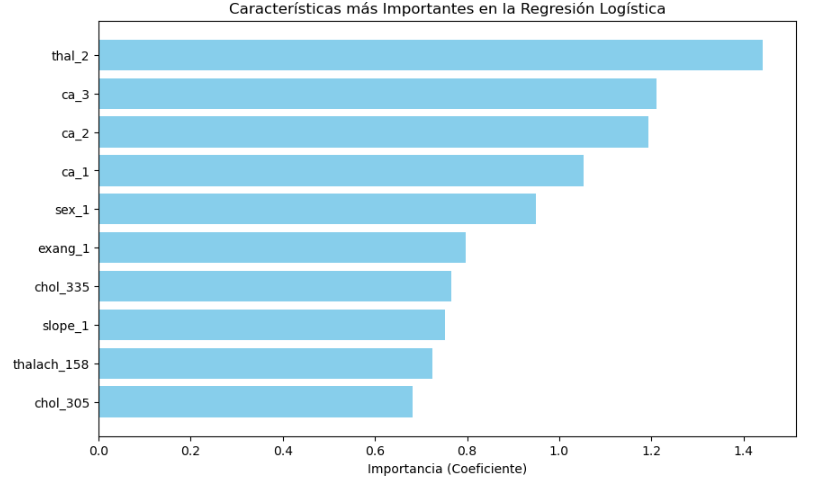 Características más Importantes en la Regresión Logística
thal_2
ca_3
ca_2
ca_1
sex_1
exang_1
chol_335
slope_1
thalach_158
chol_305
0.0 0.2 0.4 0.6 0.8 1.0 1.2 1.4
Importancia (Coeficiente)